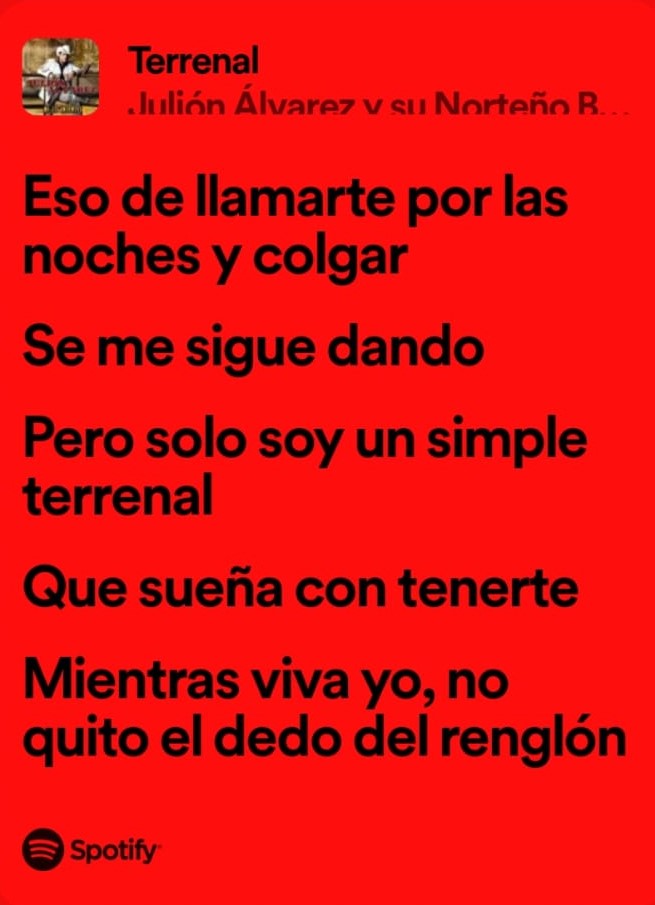 Terrenal
Julión Álvarez y su Norteño B...
Eso de llamarte por las
noches y colgar
Se me sigue dando
Pero solo soy un simple
terrenal
Que sueña con tenerte
Mientras viva yo, no
quito el dedo del renglón
Spotify